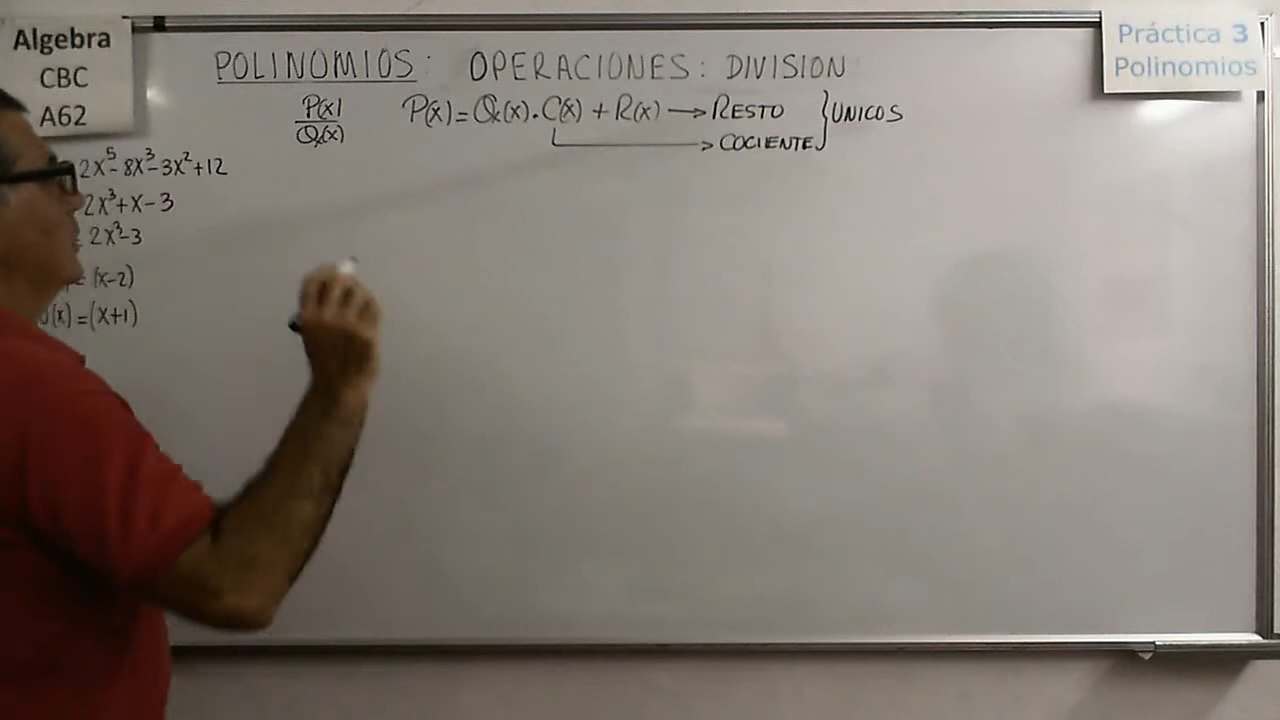 Algebra
CBC
A62
Práctica 3
Polinomios
POLINOMIOS: OPERACIONES: DIVISION
P(x)
Q(x)
P(x)=Q(x).C(x)+R(x)→RESTO
→COCIENTE
}UNICOS
2x⁵-8x³-3x²+12
2x³+x-3
= 2x²-3
= (x-2)
(x)=(x+1)